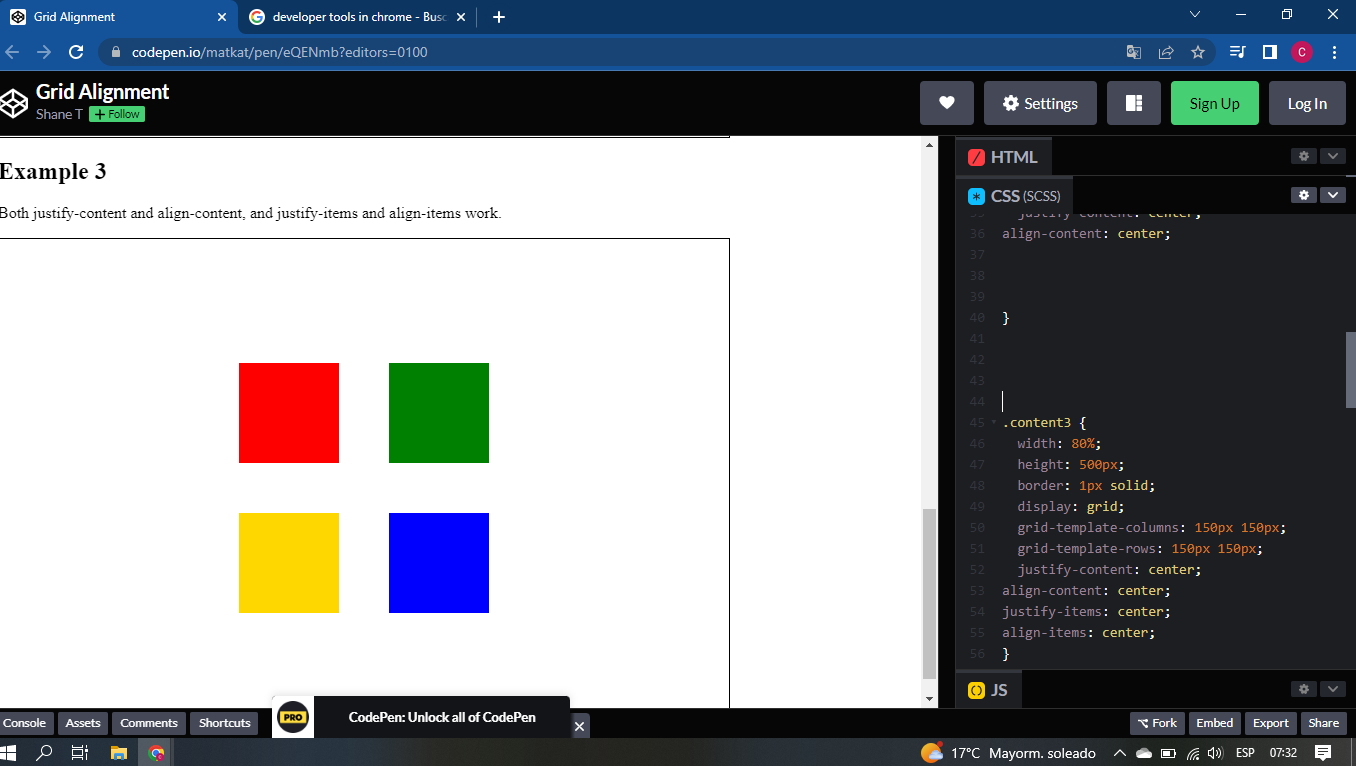 Grid Alignment
developer tools in chrome - Busc
codepen.io/matkat/pen/eQENmb?editors=0100
C
Grid Alignment
Shane T + Follow
Settings
Sign Up
Log In
Example 3
Both justify-content and align-content, and justify-items and align-items work.
HTML
CSS (SCSS)
35 justify-content: center;
36 align-content: center;
37
38
39
40 }
41
42
43
44
45 .content3 {
46 width: 80%;
47 height: 500px;
48 border: 1px solid;
49 display: grid;
50 grid-template-columns: 150px 150px;
51 grid-template-rows: 150px 150px;
52 justify-content: center;
53 align-content: center;
54 justify-items: center;
55 align-items: center;
56 }
JS
PRO
CodePen: Unlock all of CodePen
Console
Assets
Comments
Shortcuts
Fork
Embed
Export
Share
17°C Mayorm. soleado
ESP
07:32